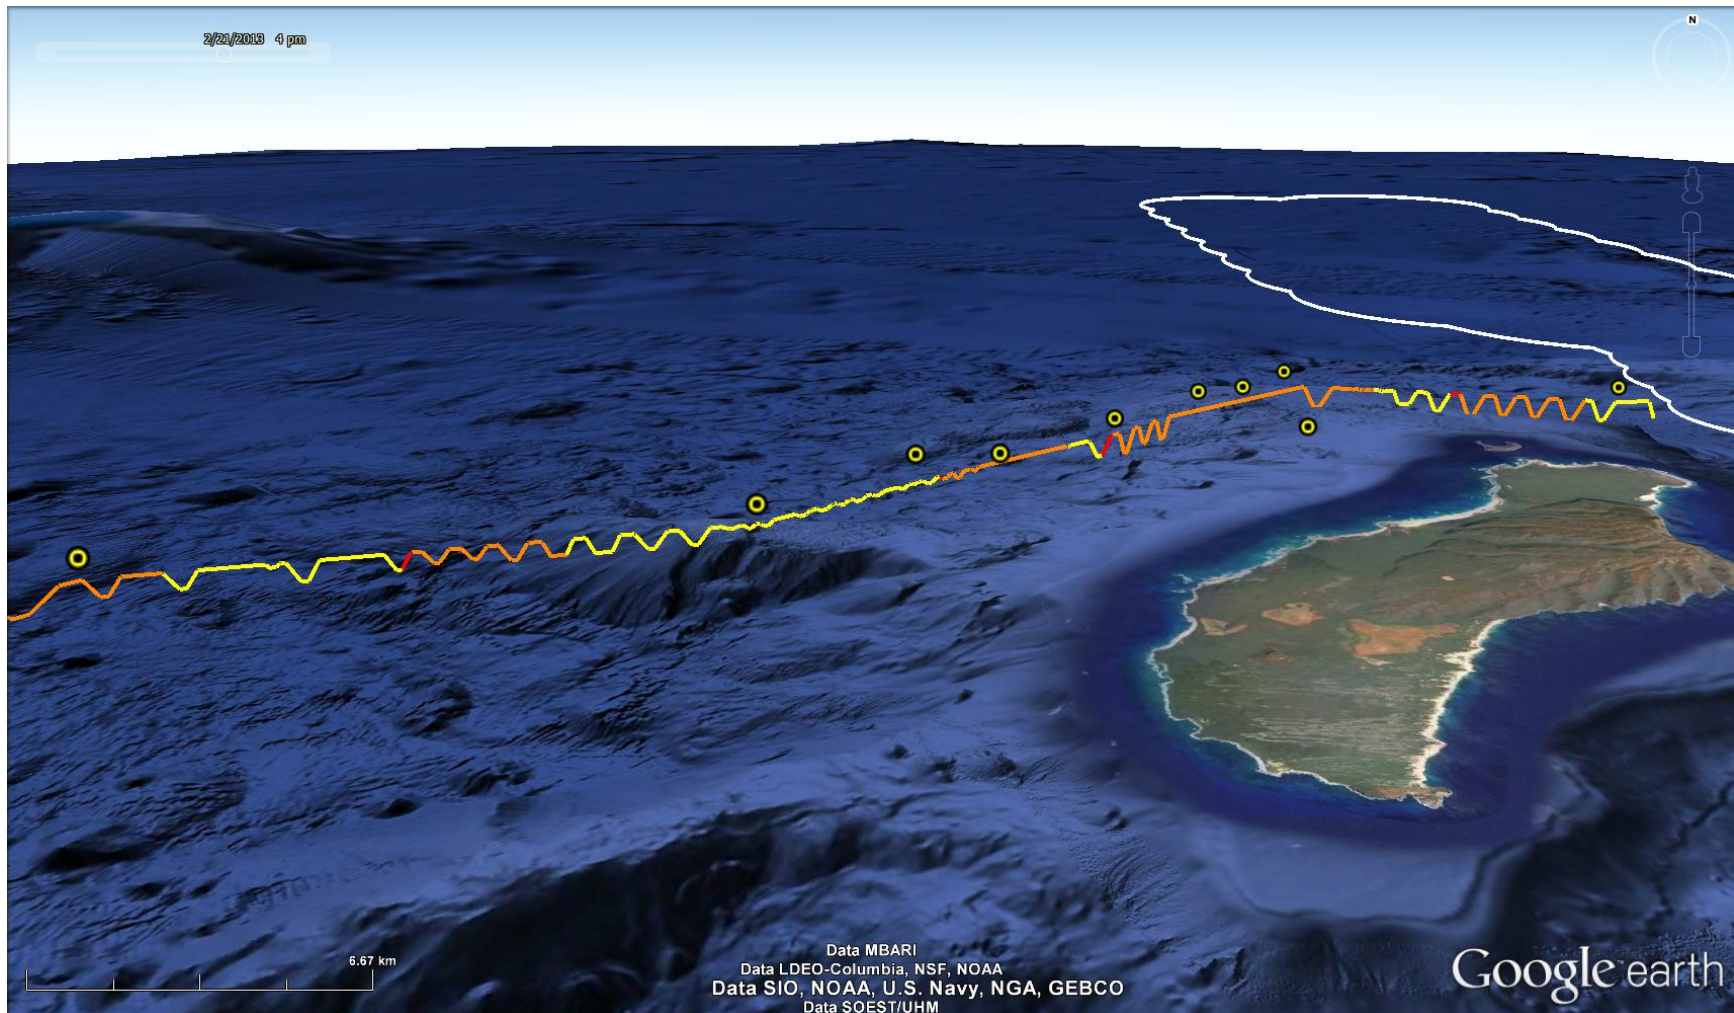 2/21/2013 4 pm
N
6.67 km
Data MBARI
Data LDEO-Columbia, NSF, NOAA
Data SIO, NOAA, U.S. Navy, NGA, GEBCO
Data SOEST/UHM
Google earth